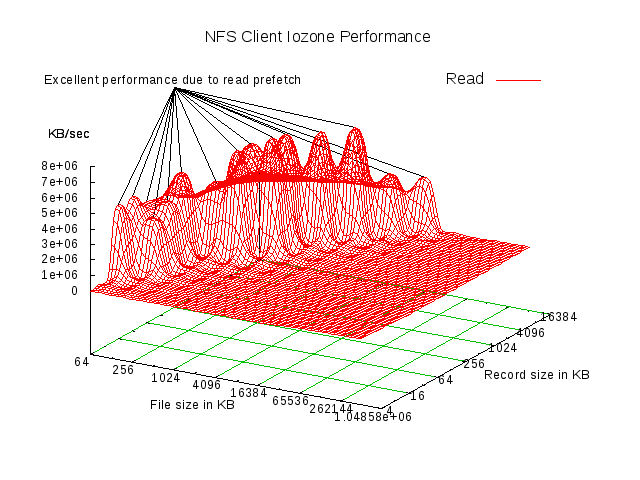 NFS Client Iozone Performance
Excellent performance due to read prefetch
Read
KB/sec
8e+06
7e+06
6e+06
5e+06
4e+06
3e+06
2e+06
1e+06
0
64
256
1024
4096
16384
65536
262144
1.04858e+06
File size in KB
4
16
64
256
1024
4096
16384
Record size in KB